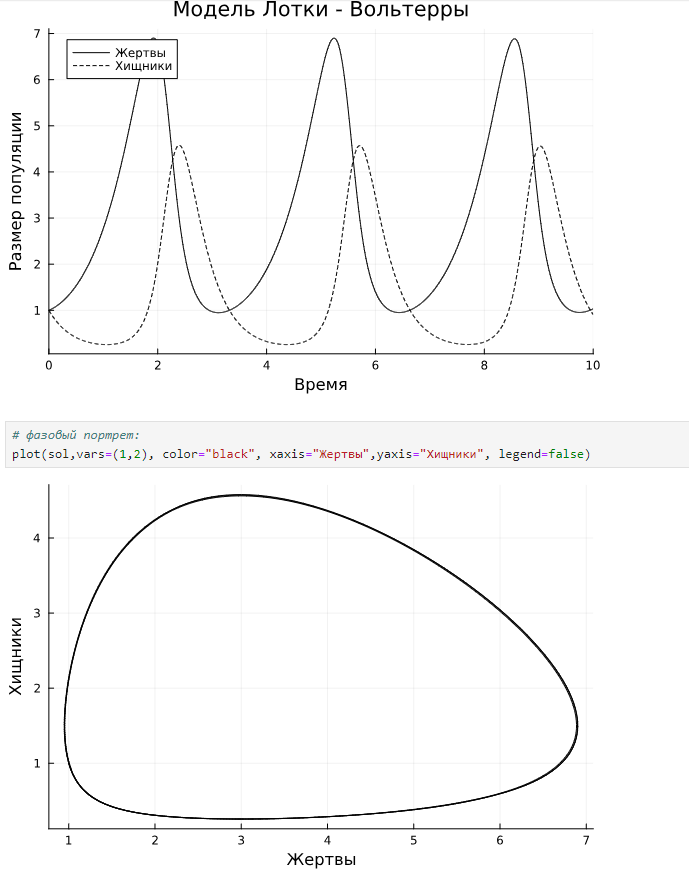 Модель Лотки - Вольтерры
Жертвы
Хищники
Размер популяции
7
6
5
4
3
2
1
0 2 4 6 8 10
Время
# фазовый портрет:
plot(sol,vars=(1,2), color="black", xaxis="Жертвы",yaxis="Хищники", legend=false)
Хищники
4
3
2
1
1 2 3 4 5 6 7
Жертвы